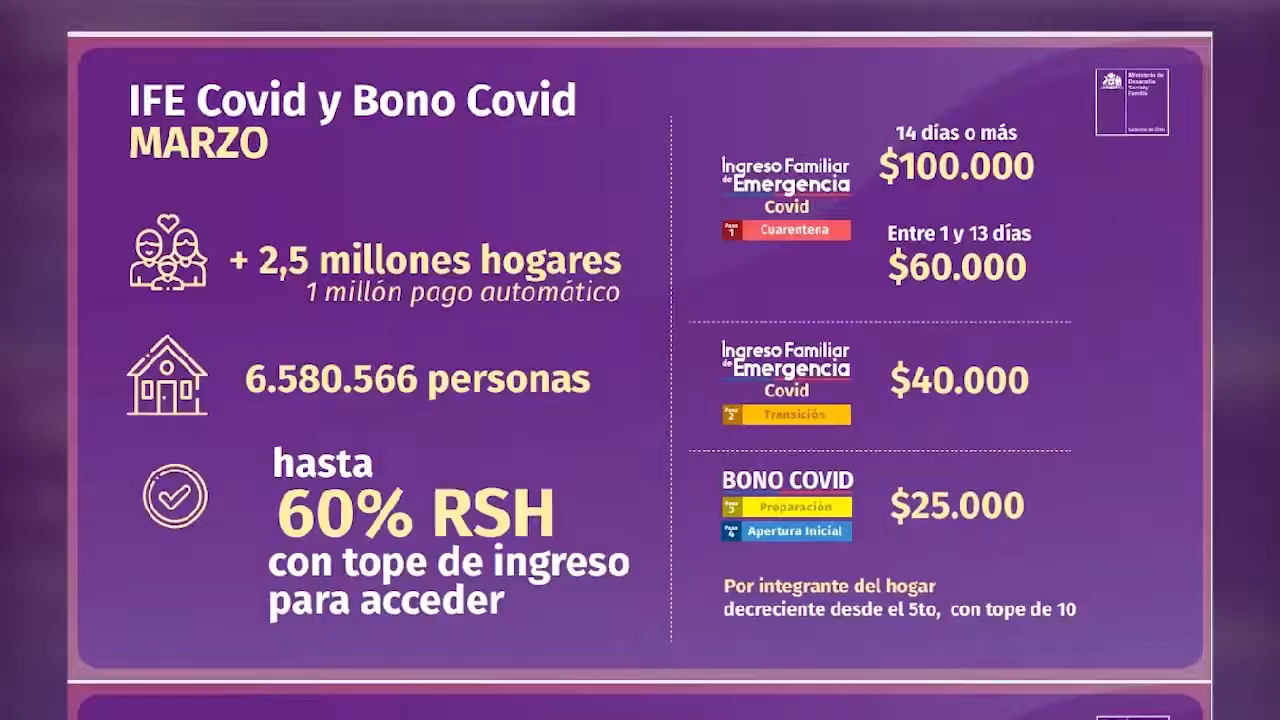 IFE Covid y Bono Covid
MARZO
+ 2,5 millones hogares
1 millón pago automático
6.580.566 personas
hasta
60% RSH
con tope de ingreso
para acceder
Ministerio de
Desarrollo
Social y
Familia
Gobierno de Chile
14 días o más
$100.000
Ingreso Familiar
de Emergencia
Covid
Paso 1 Cuarentena
Entre 1 y 13 días
$60.000
Ingreso Familiar
de Emergencia
Covid
Paso 2 Transición
$40.000
BONO COVID
Paso 3 Preparación
Paso 4 Apertura Inicial
$25.000
Por integrante del hogar
decreciente desde el 5to, con tope de 10